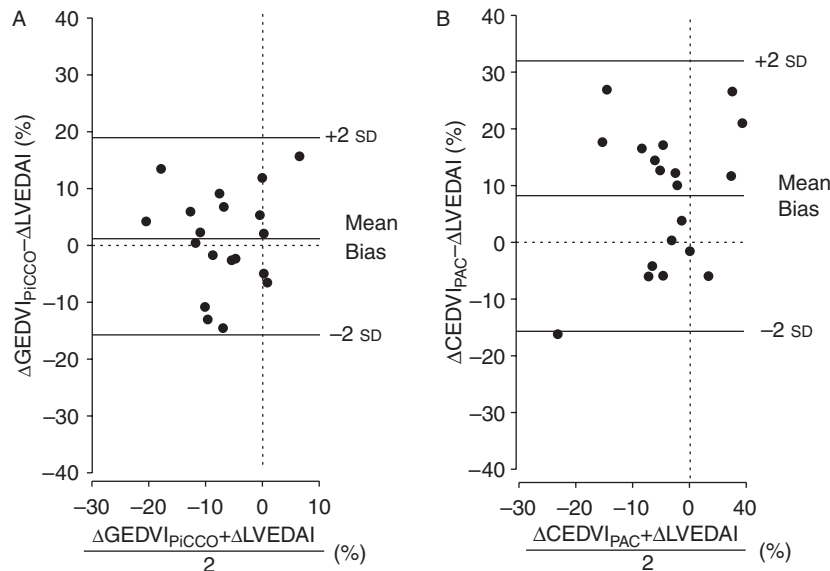 A
40
30
20
10
0
−10
−20
−30
−40
ΔGEDVIPiCCO−ΔLVEDAI (%)
+2 SD
Mean
Bias
−2 SD
−30 −20 −10 0 10
ΔGEDVIPiCCO+ΔLVEDAI
2
(%)
B
40
30
20
10
0
−10
−20
−30
−40
ΔCEDVIPAC−ΔLVEDAI (%)
+2 SD
Mean
Bias
−2 SD
−30 −20 −10 0 40
ΔCEDVIPAC+ΔLVEDAI
2
(%)